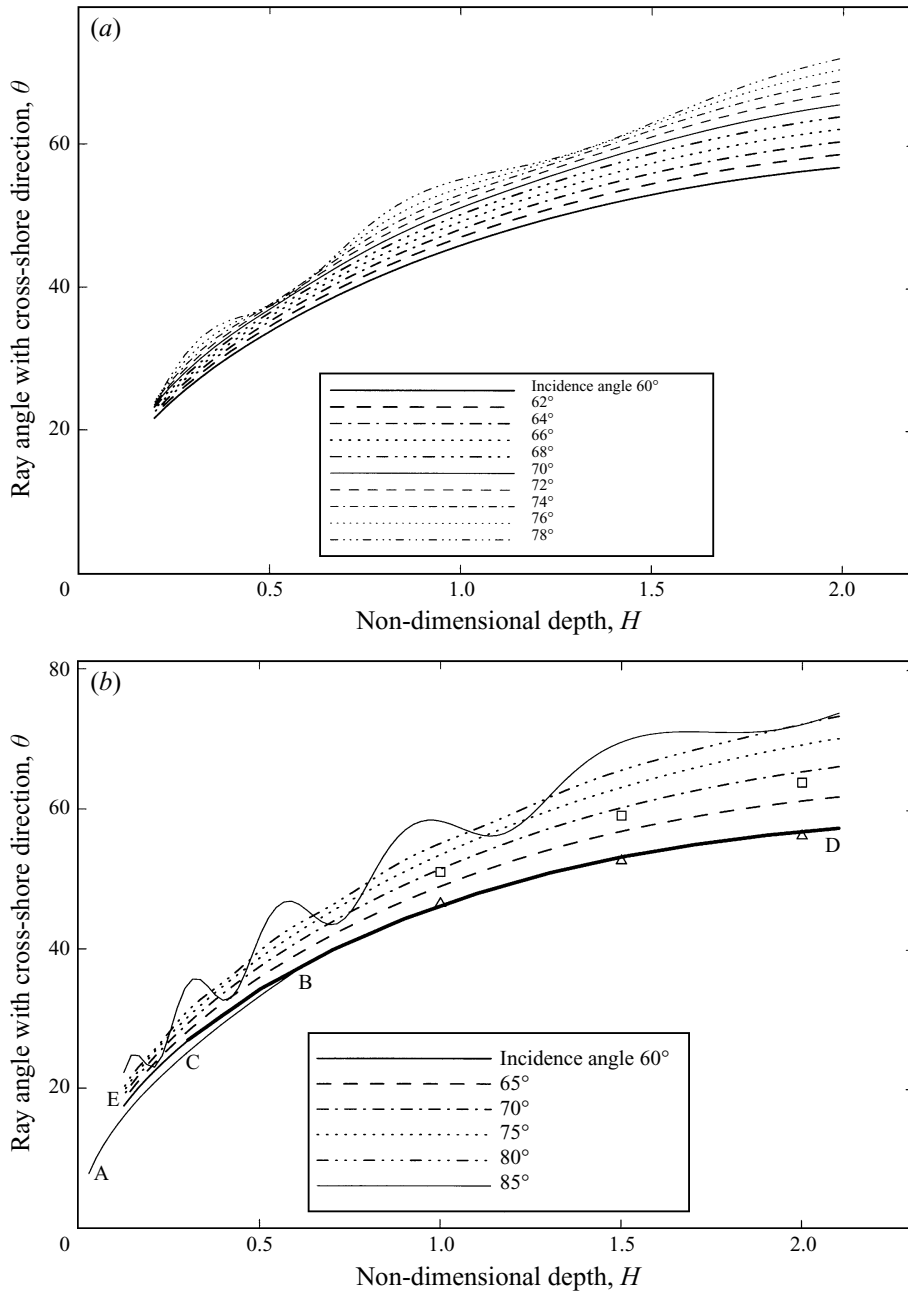 (a)
60
40
20
0
0.5
1.0
1.5
2.0
Ray angle with cross-shore direction, θ
Non-dimensional depth, H
Incidence angle 60°
62°
64°
66°
68°
70°
72°
74°
76°
78°
(b)
80
60
40
20
0
0.5
1.0
1.5
2.0
Ray angle with cross-shore direction, θ
Non-dimensional depth, H
D
B
C
E
A
Incidence angle 60°
65°
70°
75°
80°
85°